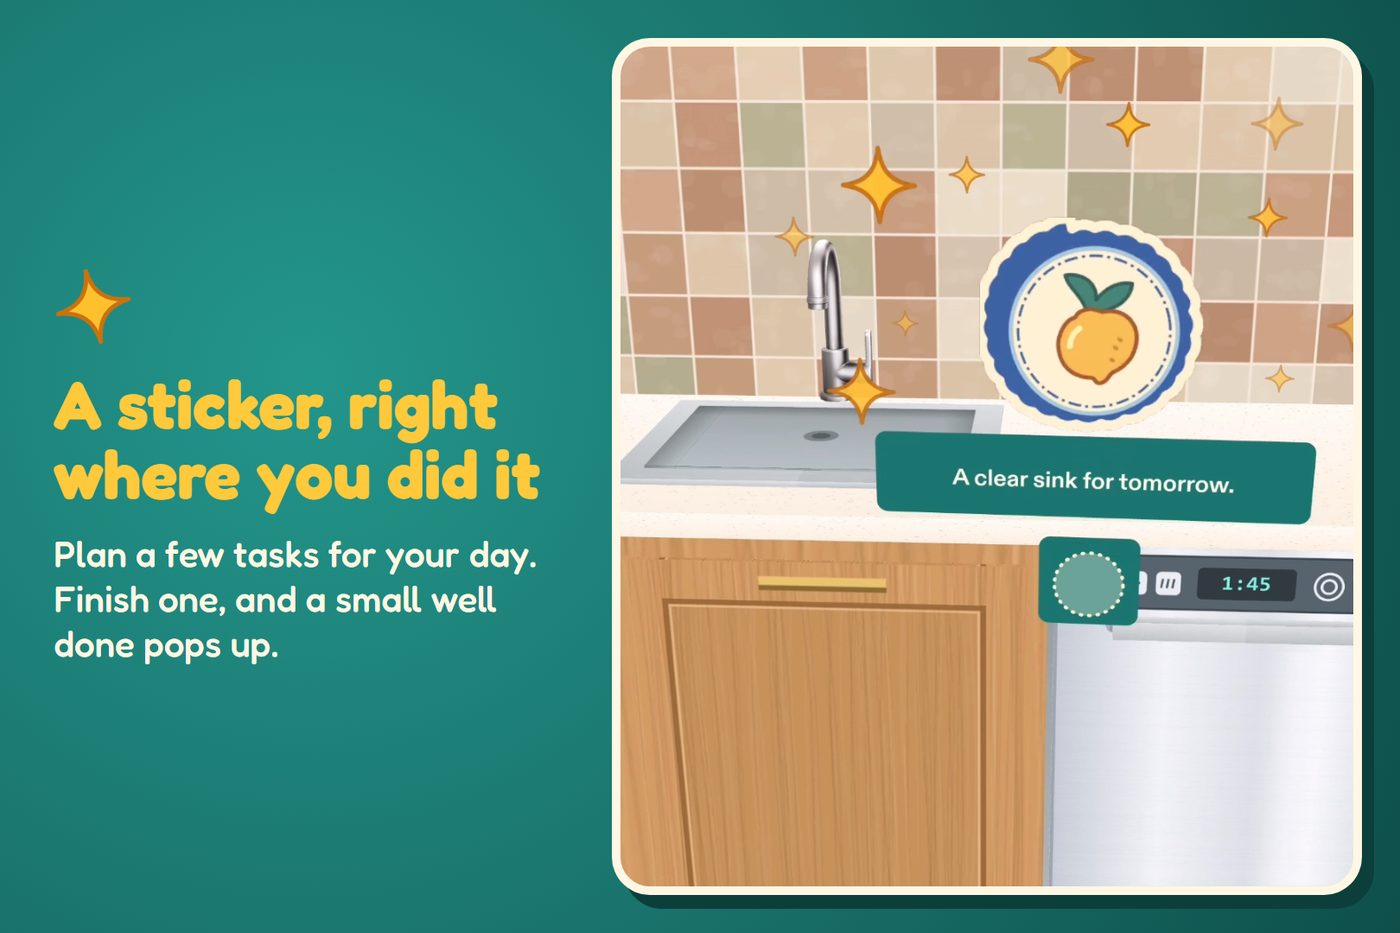 A sticker, right
where you did it
Plan a few tasks for your day.
Finish one, and a small well
done pops up.
A clear sink for tomorrow.
1:45